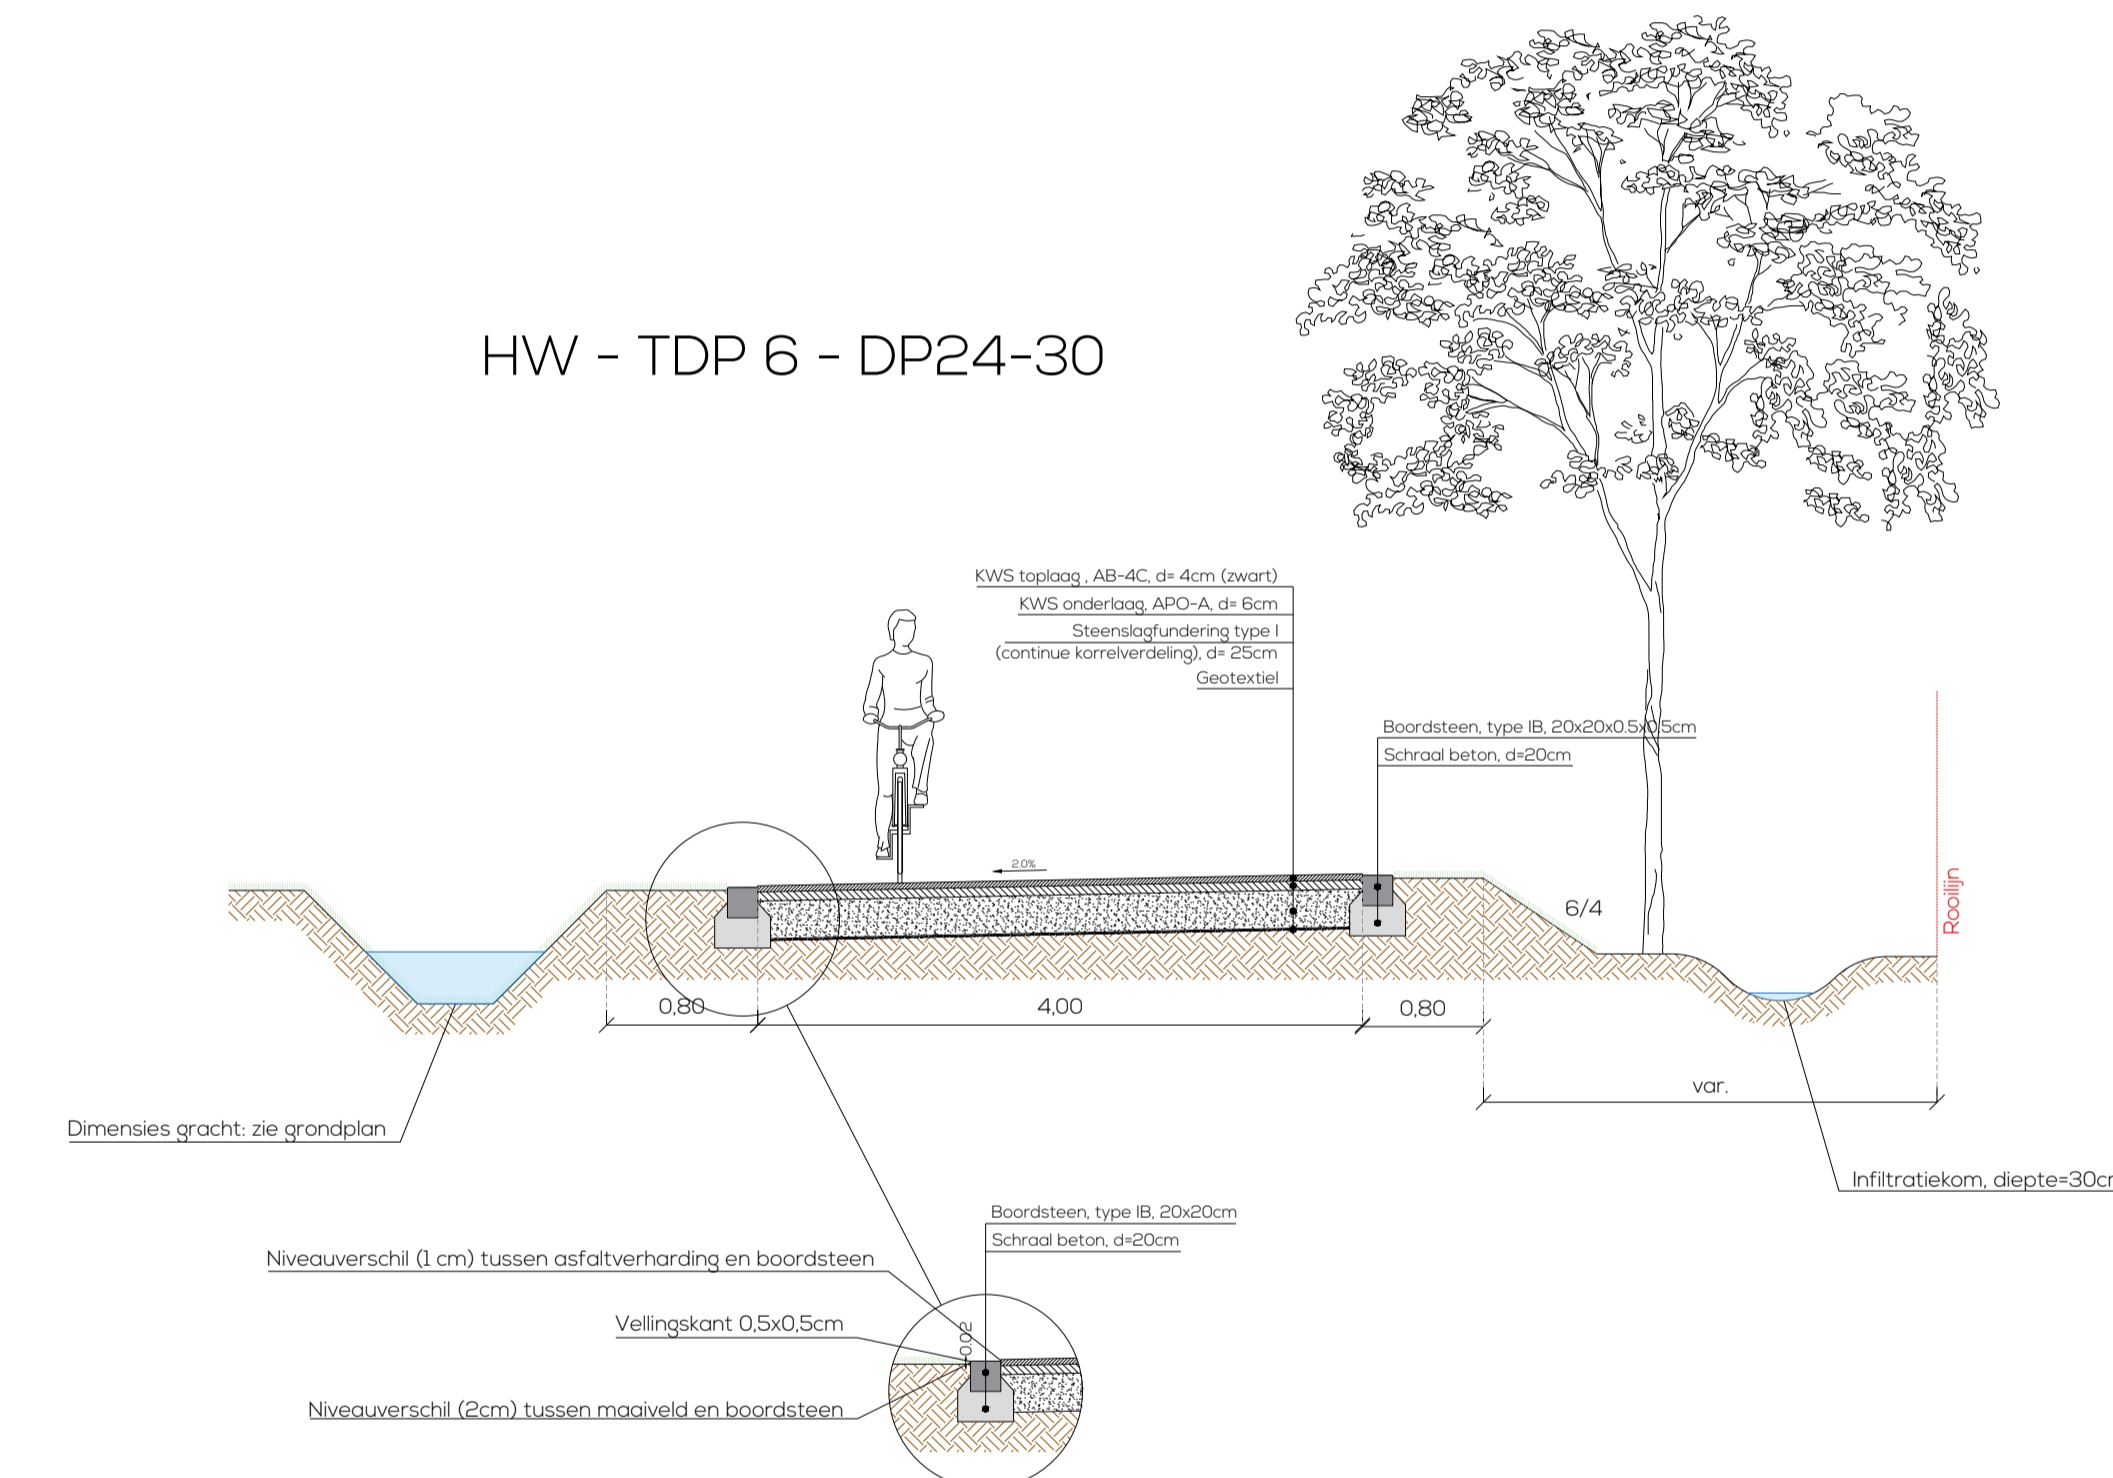 HW - TDP 6 - DP24-30
KWS toplaag , AB-4C, d= 4cm (zwart)
KWS onderlaag, APO-A, d= 6cm
Steenslagfundering type I
(continue korrelverdeling), d= 25cm
Geotextiel
Boordsteen, type IB, 20x20x0.5x0.5cm
Schraal beton, d=20cm
2.0%
6/4
Rooilijn
0,80
4,00
0,80
var.
Dimensies gracht: zie grondplan
Infiltratiekom, diepte=30cm
Boordsteen, type IB, 20x20cm
Schraal beton, d=20cm
Niveauverschil (1 cm) tussen asfaltverharding en boordsteen
Vellingskant 0,5x0,5cm
0.02
Niveauverschil (2cm) tussen maaiveld en boordsteen